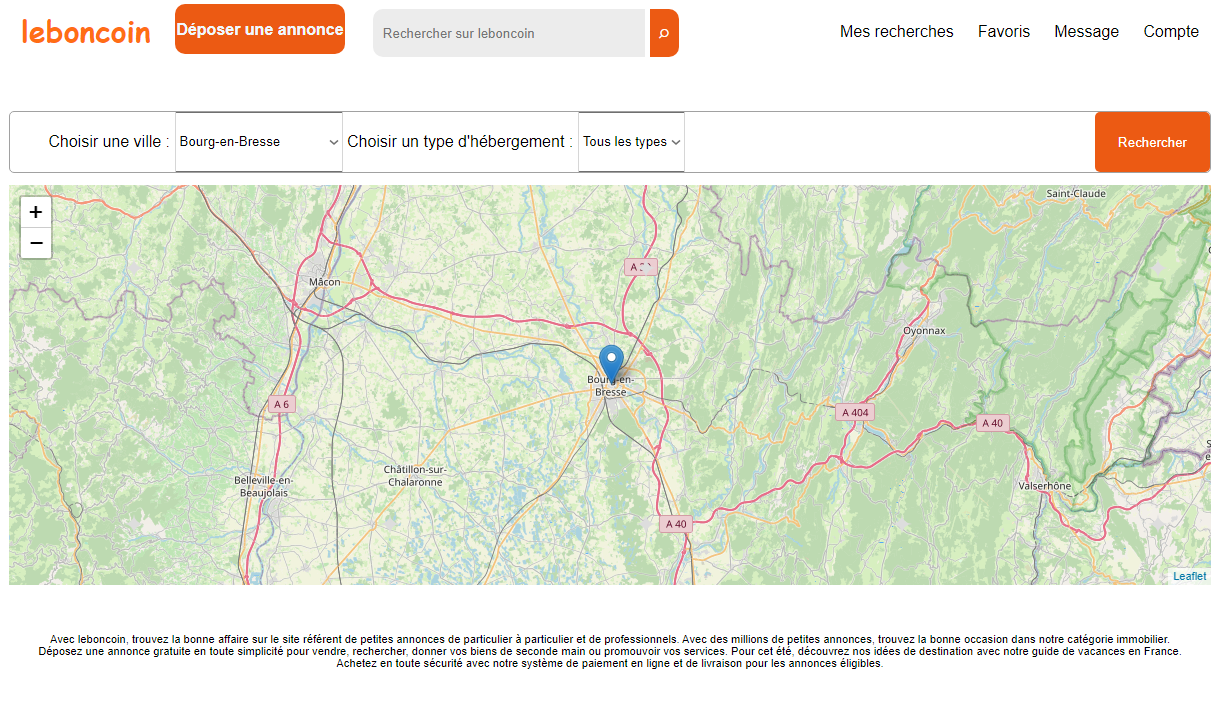 leboncoin
Déposer une annonce
Rechercher sur leboncoin
Mes recherches
Favoris
Message
Compte
Choisir une ville :
Bourg-en-Bresse
Choisir un type d'hébergement :
Tous les types
Rechercher
+
−
Saint-Claude
Mâcon
Oyonnax
Bourg-en-
Bresse
A 6
A 404
A 40
Châtillon-sur-
Chalaronne
Belleville-en-
Beaujolais
Valserhône
A 40
Leaflet
Avec leboncoin, trouvez la bonne affaire sur le site référent de petites annonces de particulier à particulier et de professionnels. Avec des millions de petites annonces, trouvez la bonne occasion dans notre catégorie immobilier.
Déposez une annonce gratuite en toute simplicité pour vendre, rechercher, donner vos biens de seconde main ou promouvoir vos services. Pour cet été, découvrez nos idées de destination avec notre guide de vacances en France.
Achetez en toute sécurité avec notre système de paiement en ligne et de livraison pour les annonces éligibles.